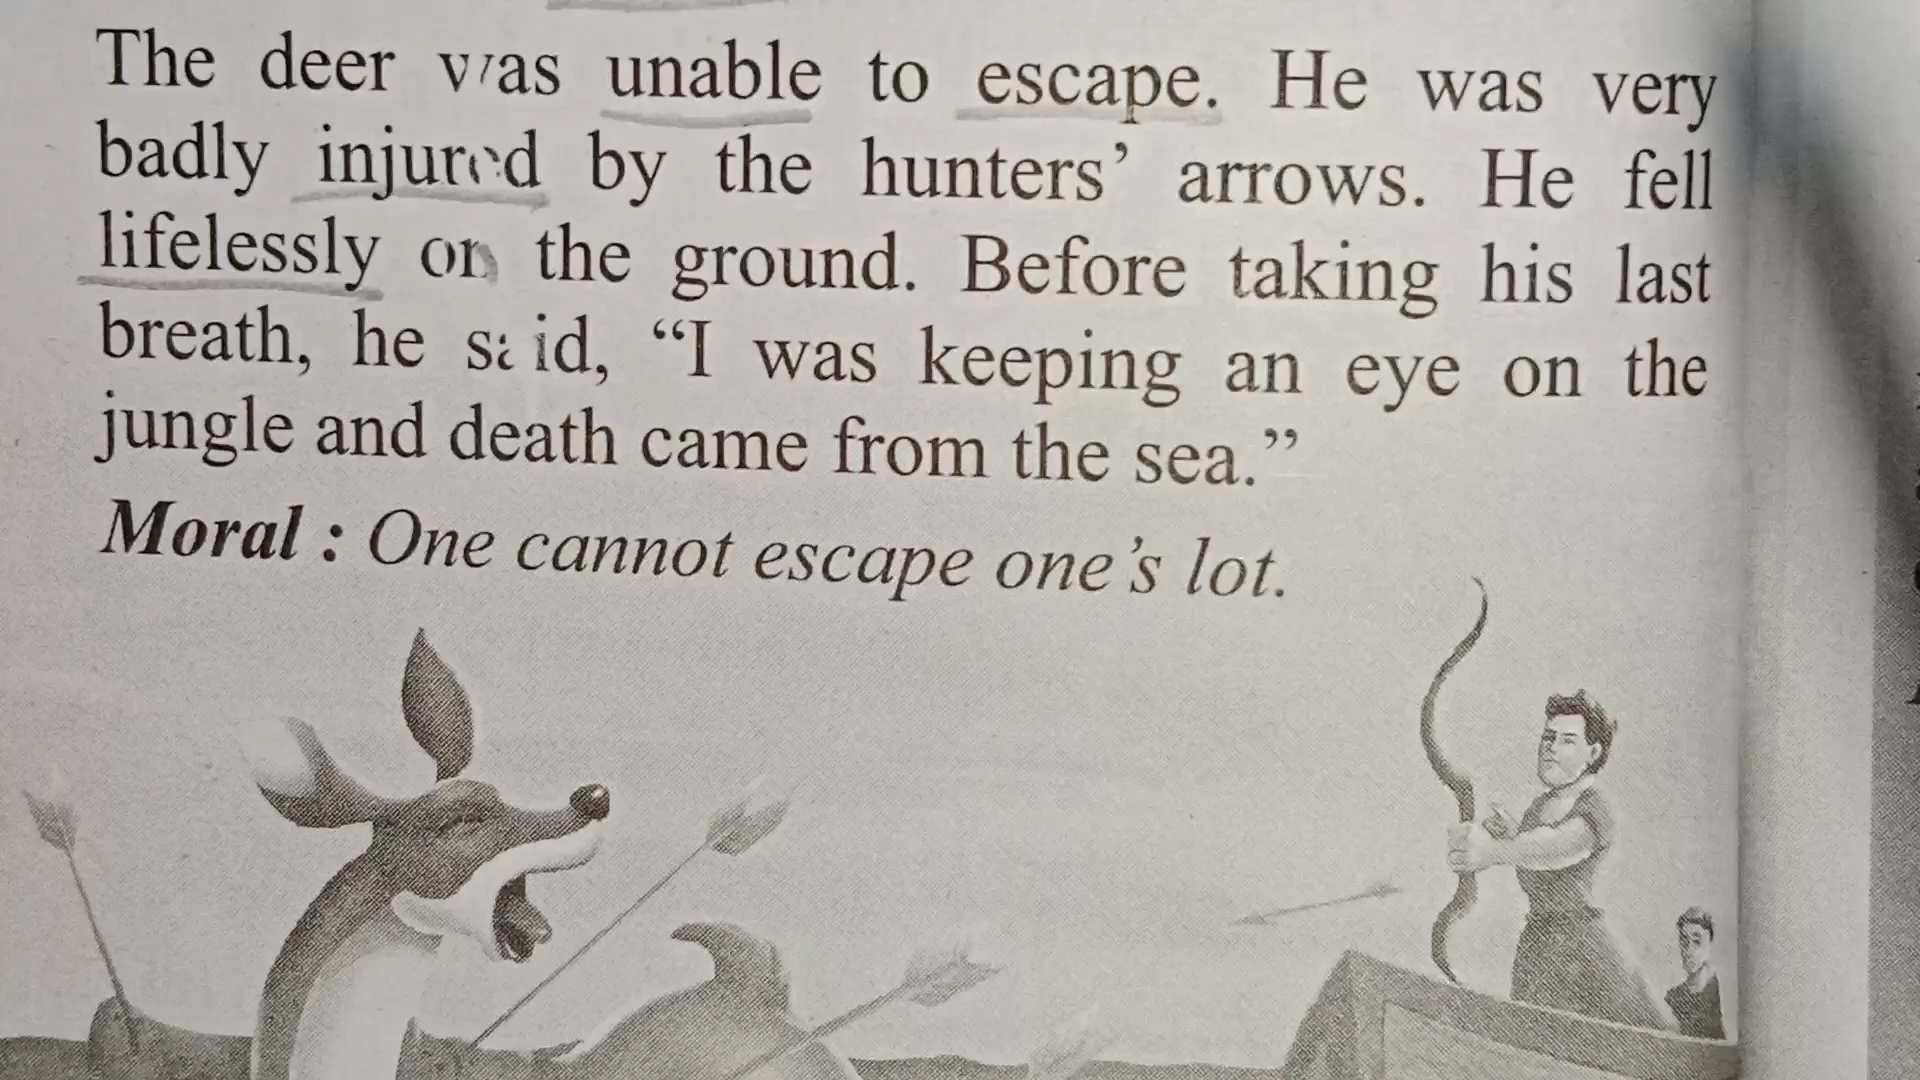 The deer was unable to escape. He was very
badly injured by the hunters’ arrows. He fell
lifelessly on the ground. Before taking his last
breath, he said, “I was keeping an eye on the
jungle and death came from the sea.”
Moral : One cannot escape one’s lot.